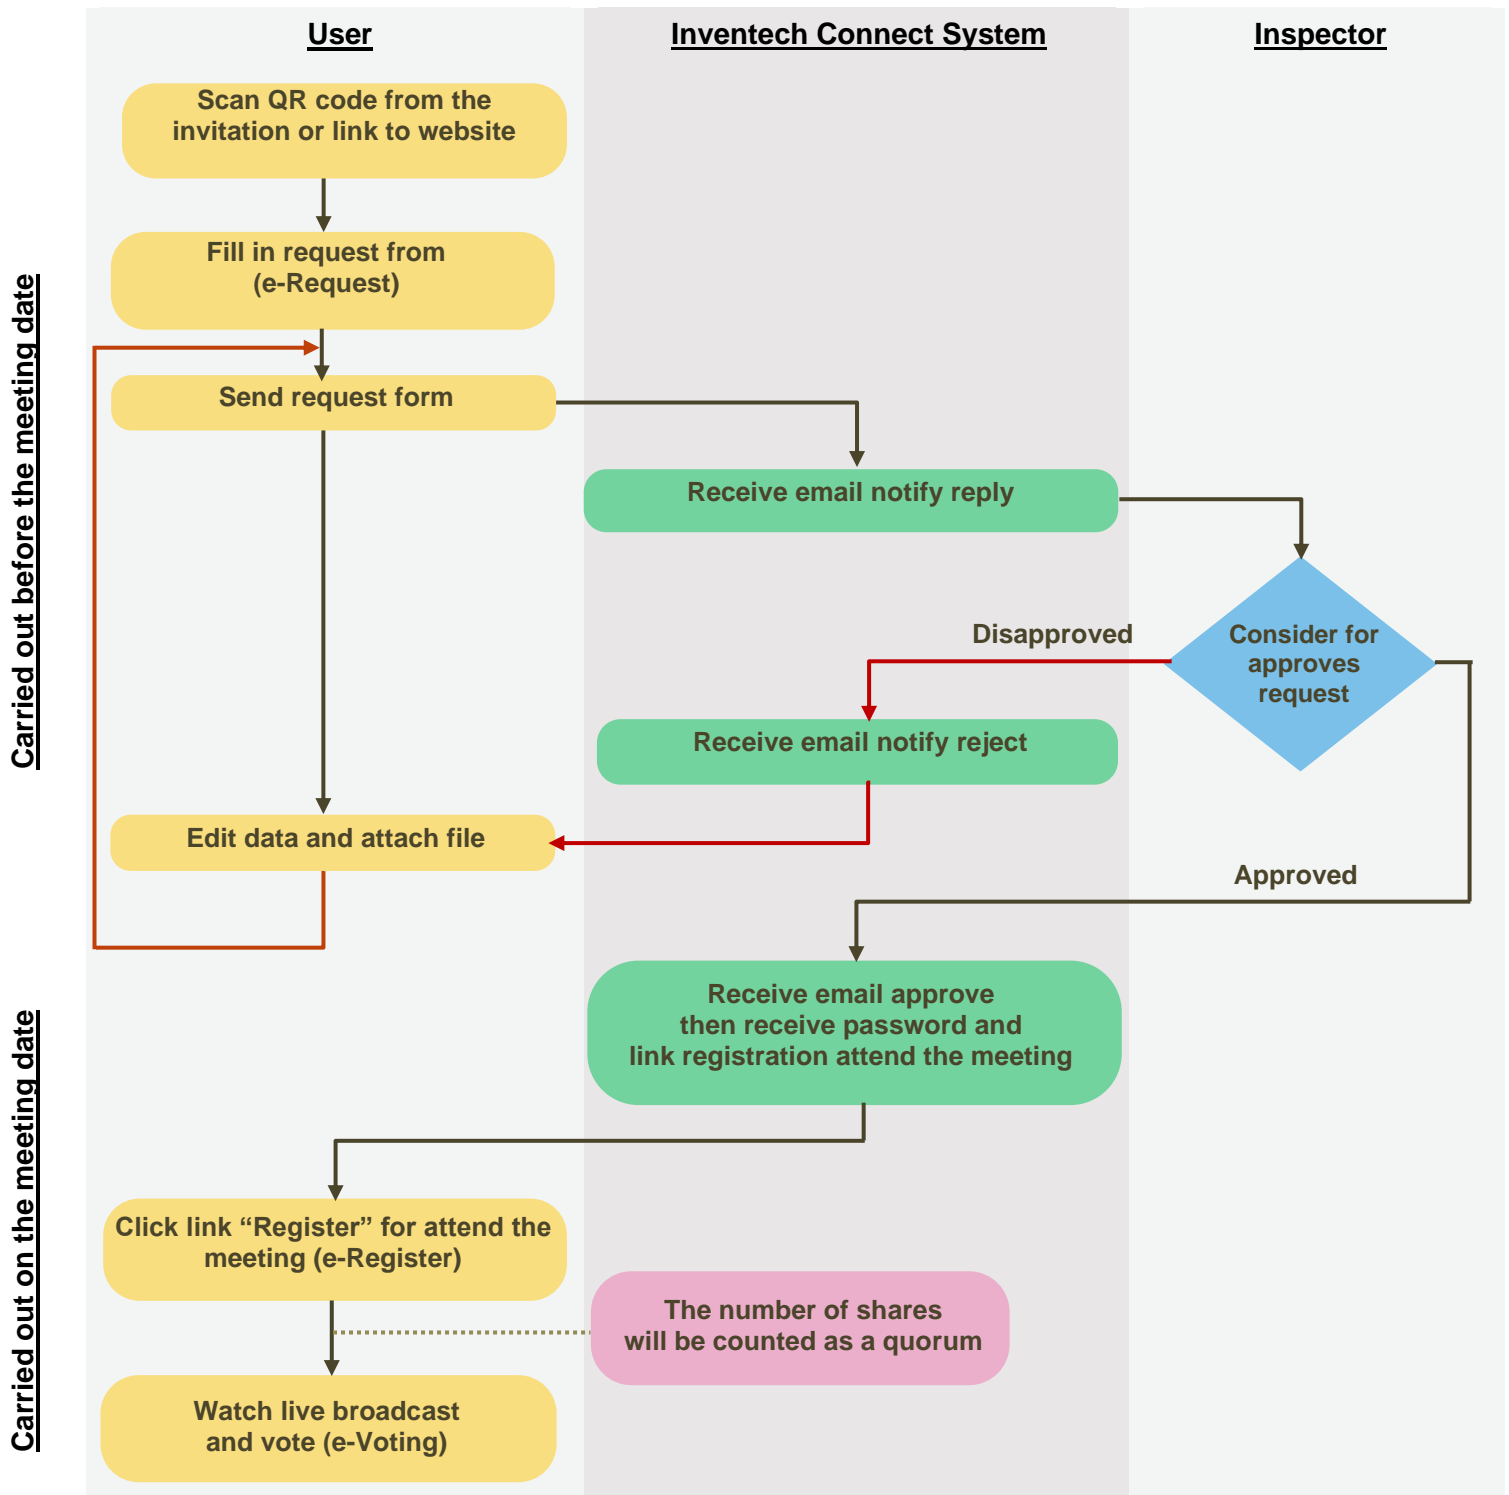 User
Inventech Connect System
Inspector
Scan QR code from the
invitation or link to website
Fill in request from
(e-Request)
Send request form
Receive email notify reply
Carried out before the meeting date
Disapproved
Consider for
approves
request
Receive email notify reject
Edit data and attach file
Approved
Receive email approve
then receive password and
link registration attend the meeting
Carried out on the meeting date
Click link “Register” for attend the
meeting (e-Register)
The number of shares
will be counted as a quorum
Watch live broadcast
and vote (e-Voting)